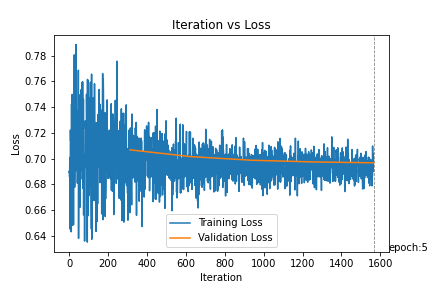 Iteration vs Loss
Loss
0.78
0.76
0.74
0.72
0.70
0.68
0.66
0.64
Training Loss
Validation Loss
epoch:5
0 200 400 600 800 1000 1200 1400 1600
Iteration